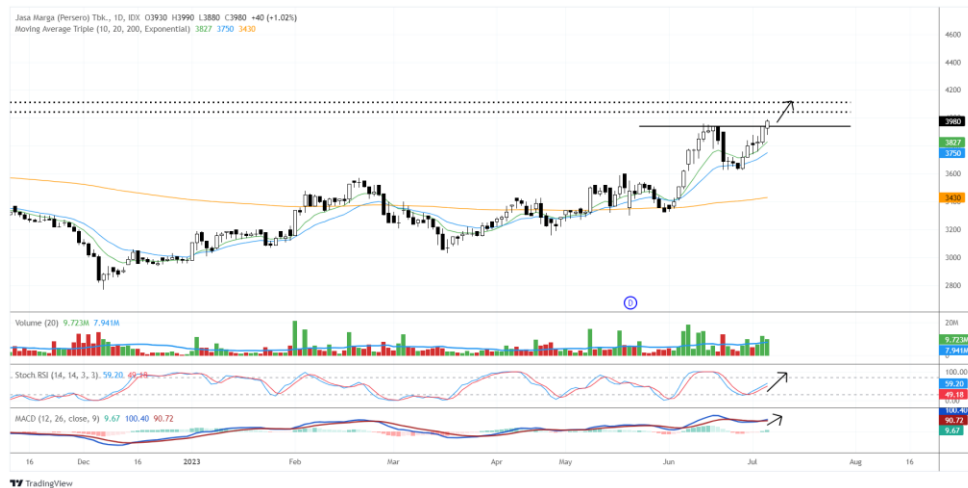 Jasa Marga (Persero) Tbk., 1D, IDX O3930 H3990 L3880 C3980 +40 (+1.02%)
Moving Average Triple (10, 20, 200, Exponential) 3827 3750 3430
4600
4400
4200
3980
3827
3750
3600
3430
3200
3000
2800
D
Volume (20) 9.723M 7.941M
20M
9.723M
7.941M
Stoch RSI (14, 14, 3, 3) 59.20 49.18
100.00
59.20
49.18
0.00
MACD (12, 26, close, 9) 9.67 100.40 90.72
100.40
90.72
9.67
16 Dec 16 2023 Feb Mar Apr May Jun Jul Aug 16
TradingView